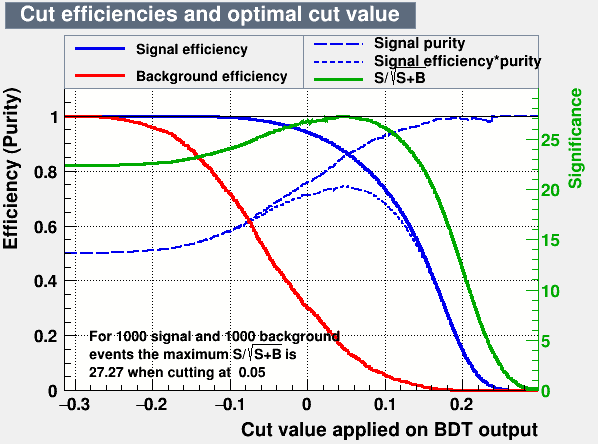 Cut efficiencies and optimal cut value
Signal efficiency
Background efficiency
Signal purity
Signal efficiency*purity
S/√S+B
Efficiency (Purity)
Significance
1
0.8
0.6
0.4
0.2
0
25
20
15
10
5
0
For 1000 signal and 1000 background
events the maximum S/√S+B is
27.27 when cutting at 0.05
−0.3 −0.2 −0.1 0 0.1 0.2
Cut value applied on BDT output